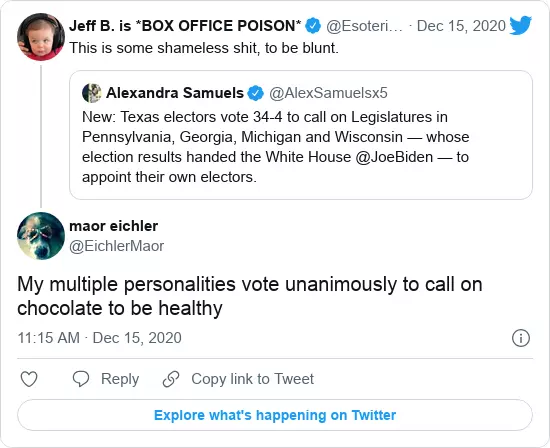 Jeff B. is *BOX OFFICE POISON* @Esoteri… · Dec 15, 2020
This is some shameless shit, to be blunt.
Alexandra Samuels @AlexSamuelsx5
New: Texas electors vote 34-4 to call on Legislatures in
Pennsylvania, Georgia, Michigan and Wisconsin — whose
election results handed the White House @JoeBiden — to
appoint their own electors.
maor eichler
@EichlerMaor
My multiple personalities vote unanimously to call on
chocolate to be healthy
11:15 AM · Dec 15, 2020
Reply Copy link to Tweet
Explore what's happening on Twitter